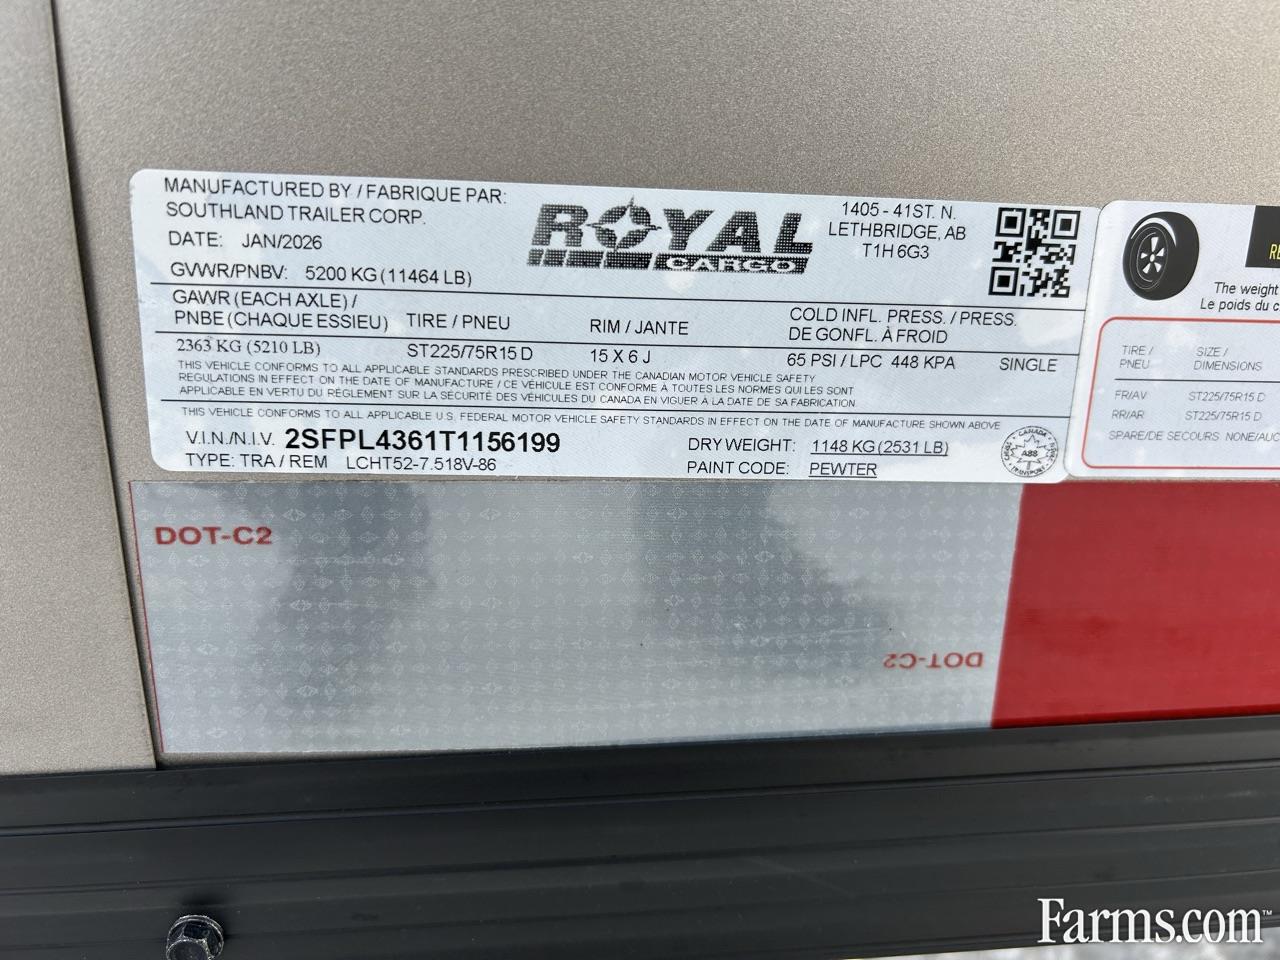 MANUFACTURED BY / FABRIQUE PAR:
SOUTHLAND TRAILER CORP.
DATE: JAN/2026
GVWR/PNBV: 5200 KG (11464 LB)
ROYAL
CARGO
1405 - 41ST. N.
LETHBRIDGE, AB
T1H 6G3
GAWR (EACH AXLE) /
PNBE (CHAQUE ESSIEU) TIRE / PNEU RIM / JANTE COLD INFL. PRESS. / PRESS.
DE GONFL. À FROID
2363 KG (5210 LB) ST225/75R15 D 15 X 6 J 65 PSI / LPC 448 KPA SINGLE
THIS VEHICLE CONFORMS TO ALL APPLICABLE STANDARDS PRESCRIBED UNDER THE CANADIAN MOTOR VEHICLE SAFETY
REGULATIONS IN EFFECT ON THE DATE OF MANUFACTURE / CE VÉHICULE EST CONFORME À TOUTES LES NORMES QUI LES SONT
APPLICABLE EN VERTU DU RÈGLEMENT SUR LA SÉCURITÉ DES VÉHICULES DU CANADA EN VIGUER À LA DATE DE SA FABRICATION
THIS VEHICLE CONFORMS TO ALL APPLICABLE U.S. FEDERAL MOTOR VEHICLE SAFETY STANDARDS IN EFFECT ON THE DATE OF MANUFACTURE SHOWN ABOVE
V.I.N./N.I.V. 2SFPL4361T1156199 DRY WEIGHT: 1148 KG (2531 LB)
TYPE: TRA / REM LCHT52-7.518V-86 PAINT CODE: PEWTER
CANADA
A88
TRANSPORT
The weight
Le poids du c
TIRE / SIZE /
PNEU DIMENSIONS
FR/AV ST225/75R15 D
RR/AR ST225/75R15 D
SPARE/DE SECOURS NONE/AUC
DOT-C2
DOT-C2
Farms.com™